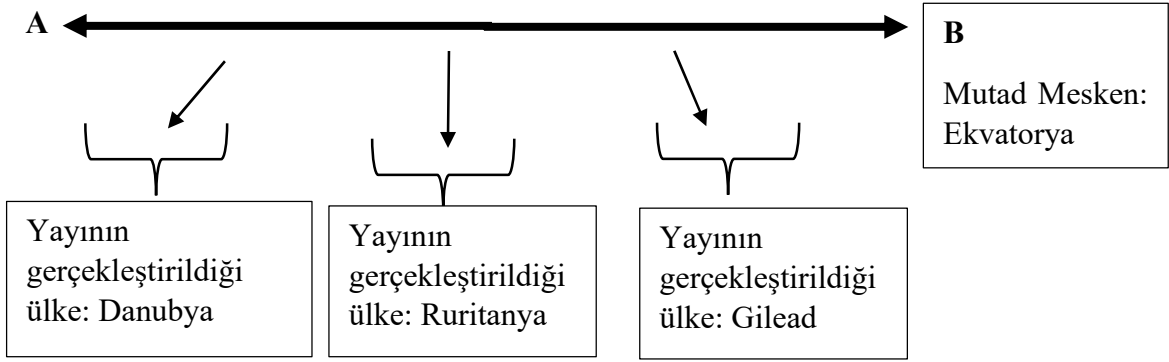 A
B
Mutad Mesken:
Ekvatorya
Yayının
gerçekleştirildiği
ülke: Danubya
Yayının
gerçekleştirildiği
ülke: Ruritanya
Yayının
gerçekleştirildiği
ülke: Gilead